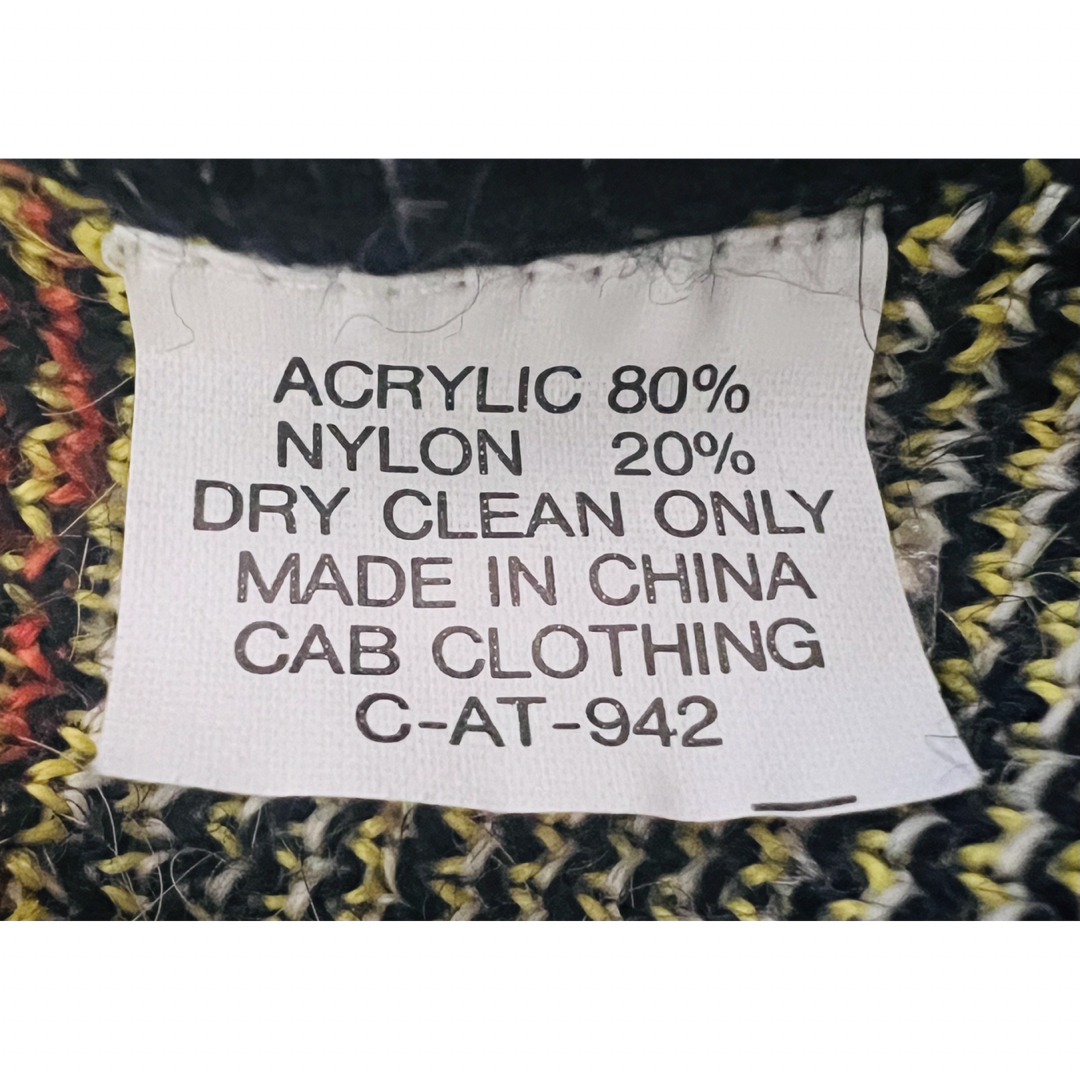 ACRYLIC 80%
NYLON 20%
DRY CLEAN ONLY
MADE IN CHINA
CAB CLOTHING
C-AT-942